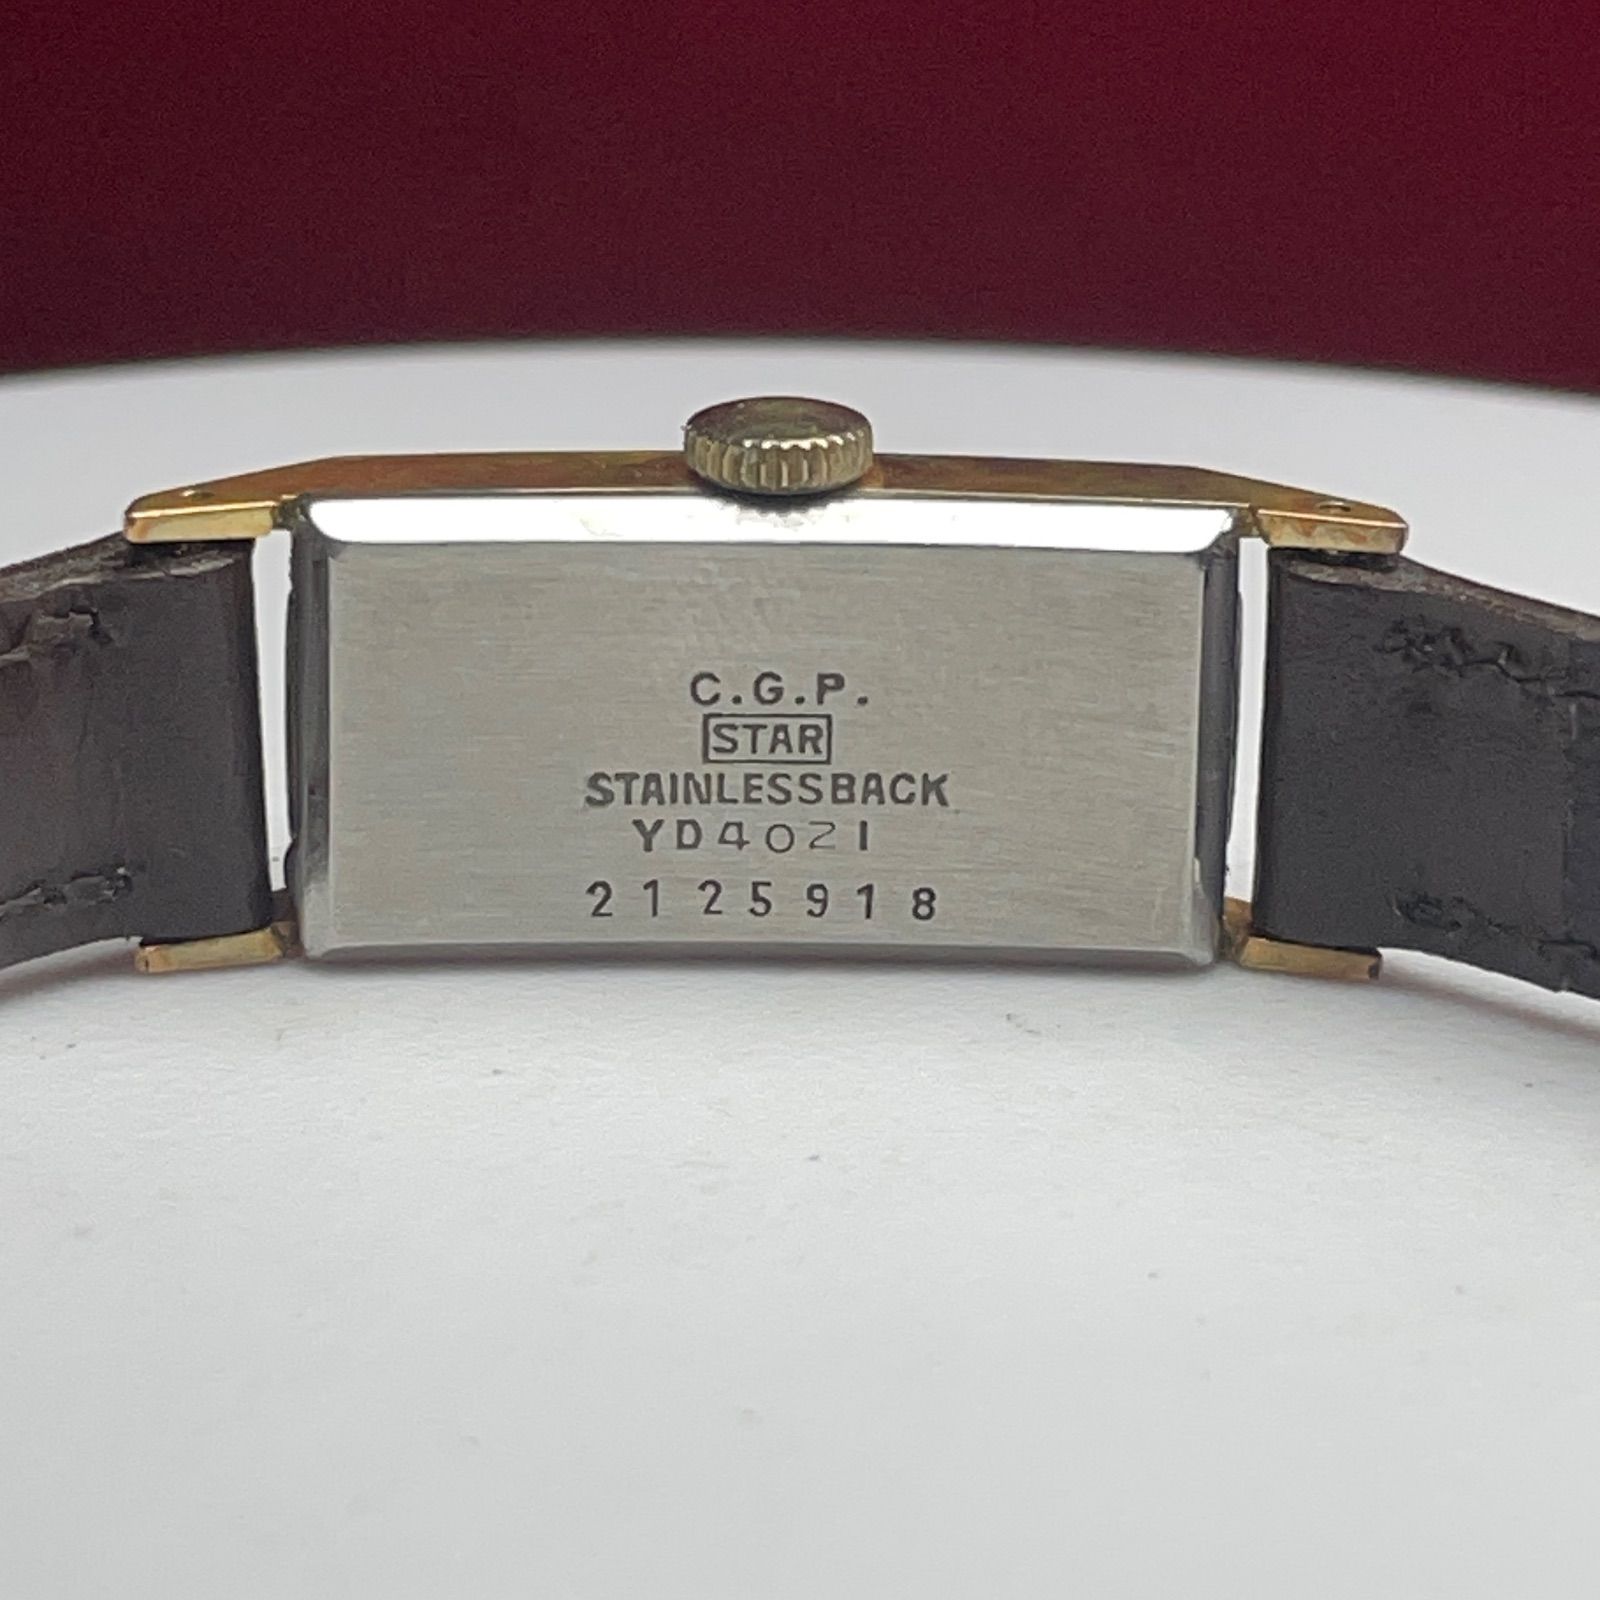 C.G.P.
STAR
STAINLESSBACK
YD4021
2125918